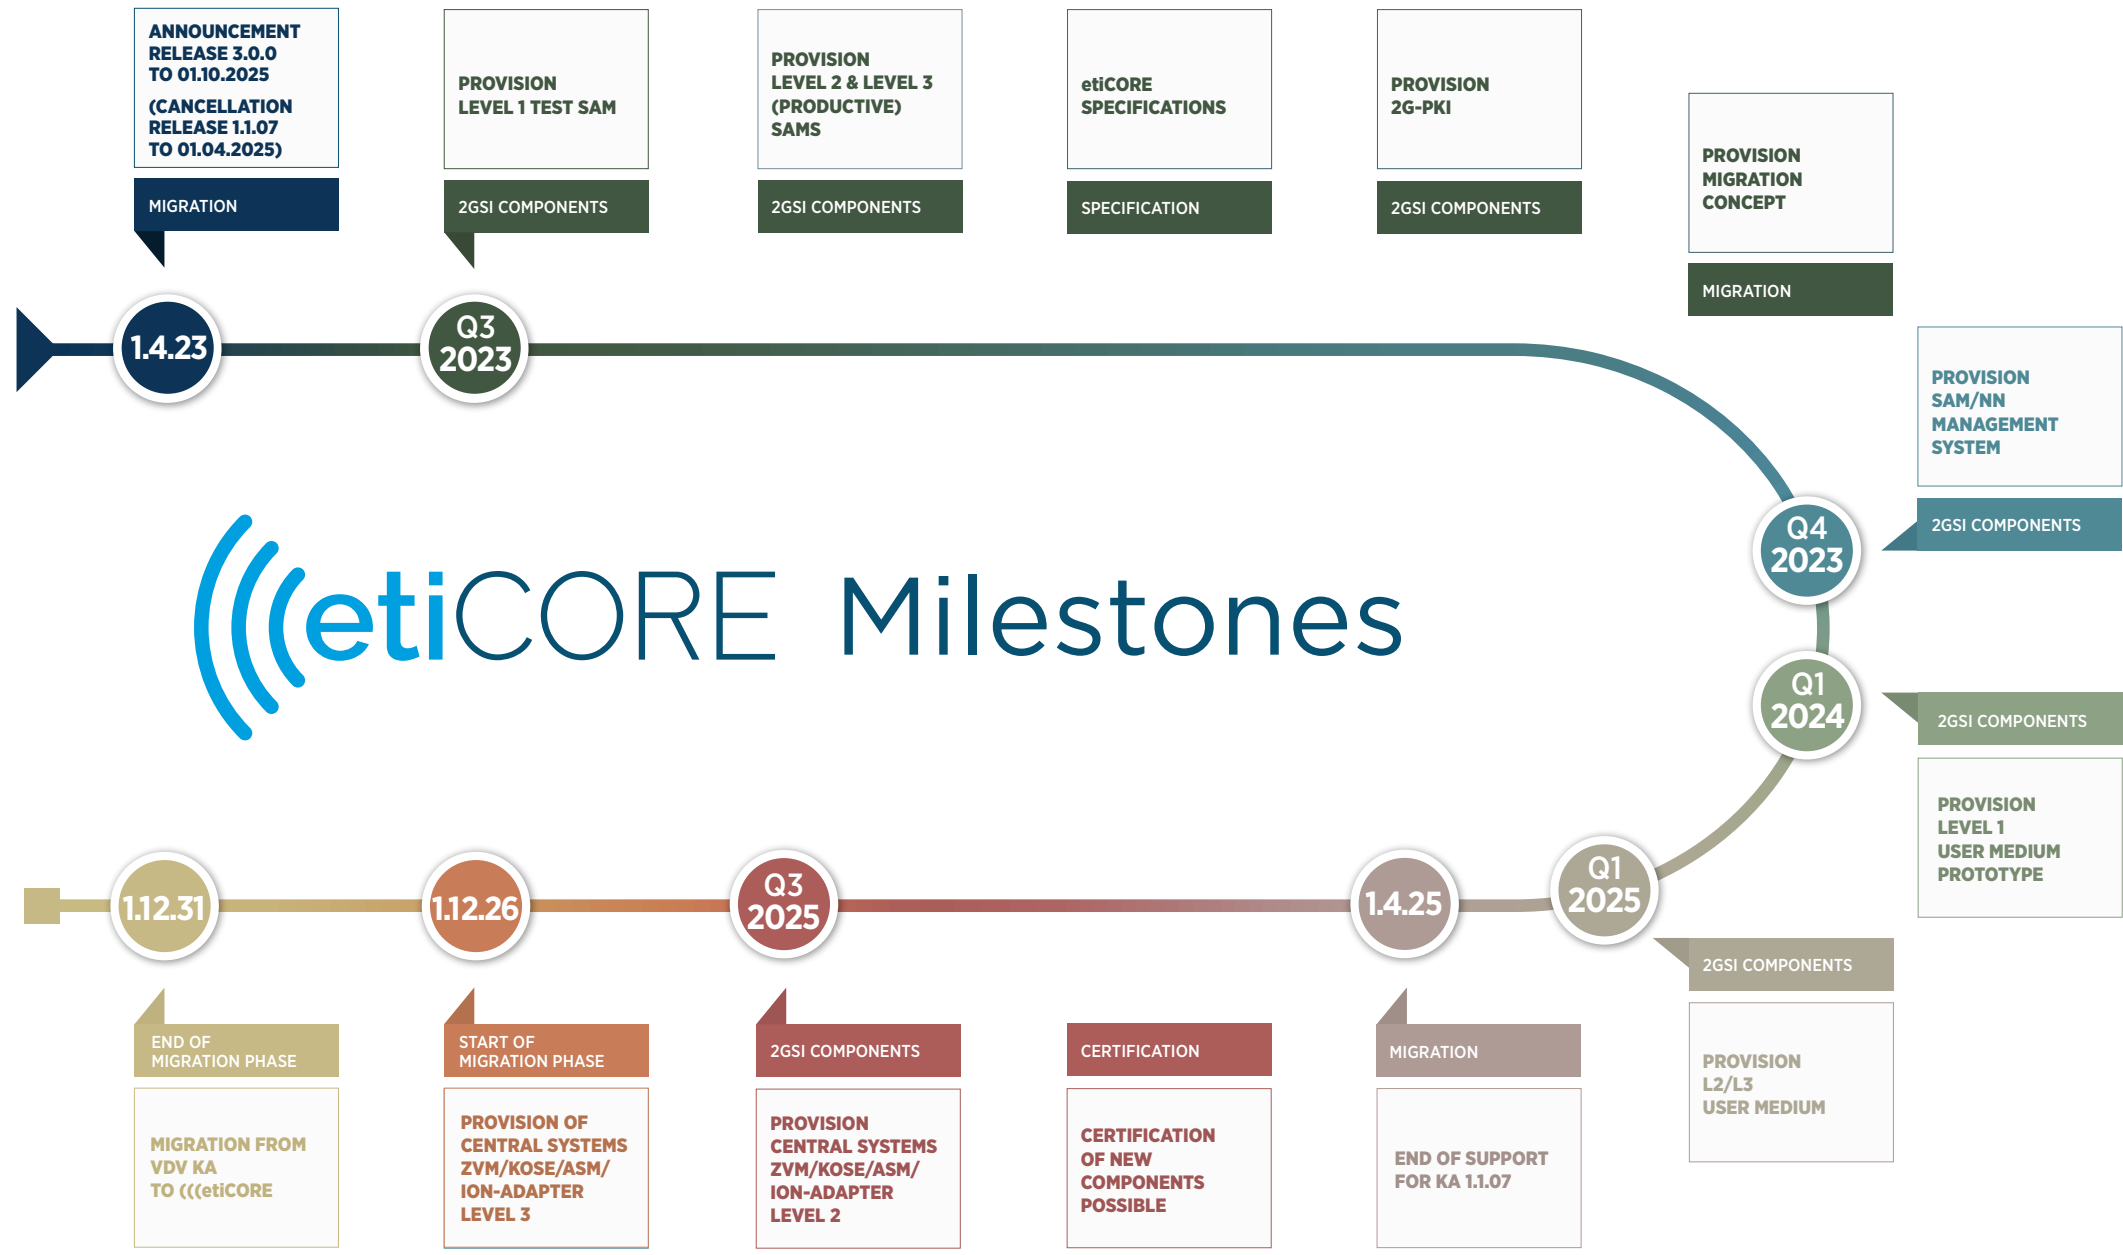 ANNOUNCEMENT
RELEASE 3.0.0
TO 01.10.2025
(CANCELLATION
RELEASE 1.1.07
TO 01.04.2025)
MIGRATION
1.4.23
PROVISION
LEVEL 1 TEST SAM
2GSI COMPONENTS
Q3
2023
PROVISION
LEVEL 2 & LEVEL 3
(PRODUCTIVE)
SAMS
2GSI COMPONENTS
etiCORE
SPECIFICATIONS
SPECIFICATION
PROVISION
2G-PKI
2GSI COMPONENTS
PROVISION
MIGRATION
CONCEPT
MIGRATION
PROVISION
SAM/NN
MANAGEMENT
SYSTEM
2GSI COMPONENTS
Q4
2023
(((etiCORE Milestones
Q1
2024
2GSI COMPONENTS
PROVISION
LEVEL 1
USER MEDIUM
PROTOTYPE
Q1
2025
2GSI COMPONENTS
PROVISION
L2/L3
USER MEDIUM
1.4.25
MIGRATION
END OF SUPPORT
FOR KA 1.1.07
CERTIFICATION
CERTIFICATION
OF NEW
COMPONENTS
POSSIBLE
Q3
2025
2GSI COMPONENTS
PROVISION
CENTRAL SYSTEMS
ZVM/KOSE/ASM/
ION-ADAPTER
LEVEL 2
1.12.26
START OF
MIGRATION PHASE
PROVISION OF
CENTRAL SYSTEMS
ZVM/KOSE/ASM/
ION-ADAPTER
LEVEL 3
1.12.31
END OF
MIGRATION PHASE
MIGRATION FROM
VDV KA
TO (((etiCORE